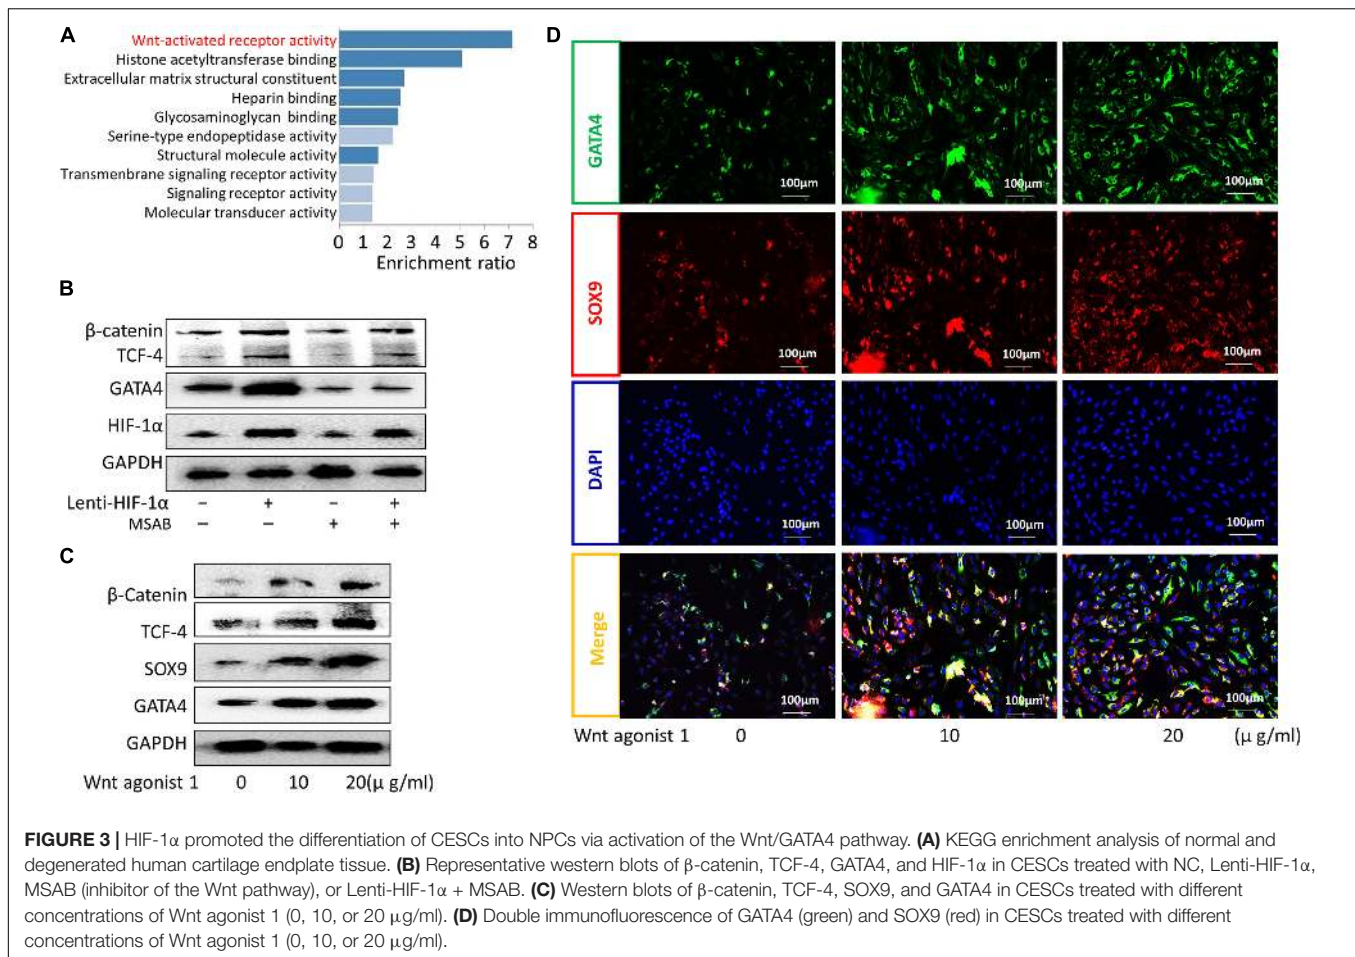 A
Wnt-activated receptor activity
Histone acetyltransferase binding
Extracellular matrix structural constituent
Heparin binding
Glycosaminoglycan binding
Serine-type endopeptidase activity
Structural molecule activity
Transmenbrane signaling receptor activity
Signaling receptor activity
Molecular transducer activity
0 1 2 3 4 5 6 7 8
Enrichment ratio
B
β-catenin
TCF-4
GATA4
HIF-1α
GAPDH
Lenti-HIF-1α − + − +
MSAB − − + +
C
β-Catenin
TCF-4
SOX9
GATA4
GAPDH
Wnt agonist 1 0 10 20(μ g/ml)
D
GATA4
100μm 100μm 100μm
SOX9
100μm 100μm 100μm
DAPI
100μm 100μm 100μm
Merge
100μm 100μm 100μm
Wnt agonist 1 0 10 20 (μ g/ml)
FIGURE 3 | HIF-1α promoted the differentiation of CESCs into NPCs via activation of the Wnt/GATA4 pathway. (A) KEGG enrichment analysis of normal and
degenerated human cartilage endplate tissue. (B) Representative western blots of β-catenin, TCF-4, GATA4, and HIF-1α in CESCs treated with NC, Lenti-HIF-1α,
MSAB (inhibitor of the Wnt pathway), or Lenti-HIF-1α + MSAB. (C) Western blots of β-catenin, TCF-4, SOX9, and GATA4 in CESCs treated with different
concentrations of Wnt agonist 1 (0, 10, or 20 μg/ml). (D) Double immunofluorescence of GATA4 (green) and SOX9 (red) in CESCs treated with different
concentrations of Wnt agonist 1 (0, 10, or 20 μg/ml).